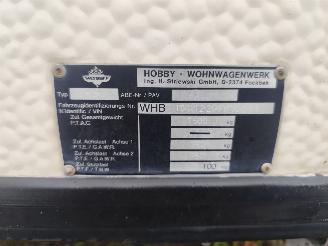 HOBBY · WOHNWAGENWERK
Ing. H. Striewski GmbH, D-2374 Fockbek
Typ
ABE-Nr / PAV
Fahrzeugidentifizierungs Nr.
N'Identific / VIN
WHB
Zul. Gesamtgewicht
P.T.A.C.
1500 kg
— kg
Zul. Achslast Achse 1
P.T.E. / G.A.W.R.
kg
Zul. Achslast Achse 2
P.T.E. / G.A.W.R.
kg
Zul. Stützlast
P.T.E. / T.N.W.
100 kg